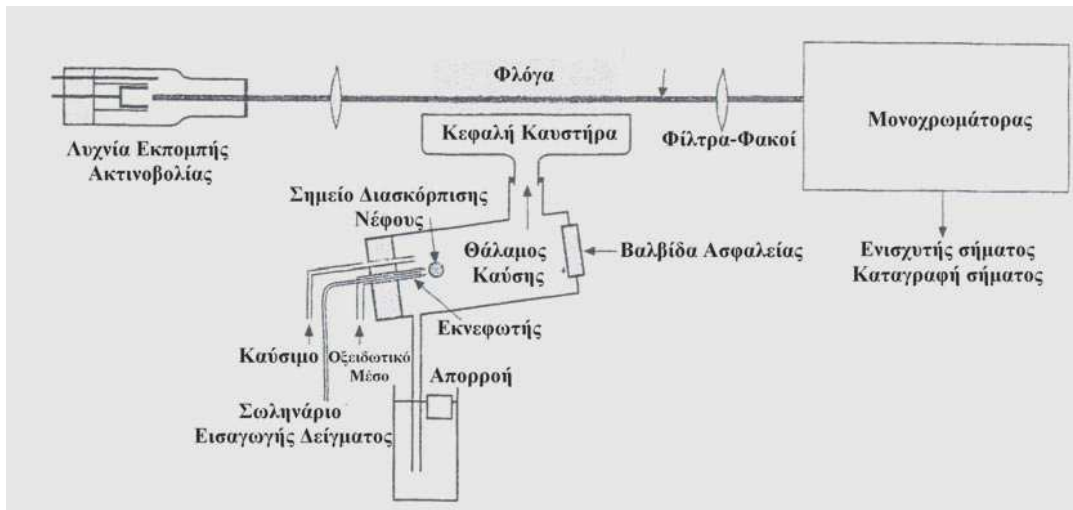 Φλόγα
Κεφαλή Καυστήρα
Φίλτρα-Φακοί
Μονοχρωμάτορας
Λυχνία Εκπομπής
Ακτινοβολίας
Σημείο Διασκόρπισης
Νέφους
Θάλαμος
Καύσης
Βαλβίδα Ασφαλείας
Ενισχυτής σήματος
Καταγραφή σήματος
Εκνεφωτής
Καύσιμο
Οξειδωτικό
Μέσο
Απορροή
Σωληνάριο
Εισαγωγής Δείγματος